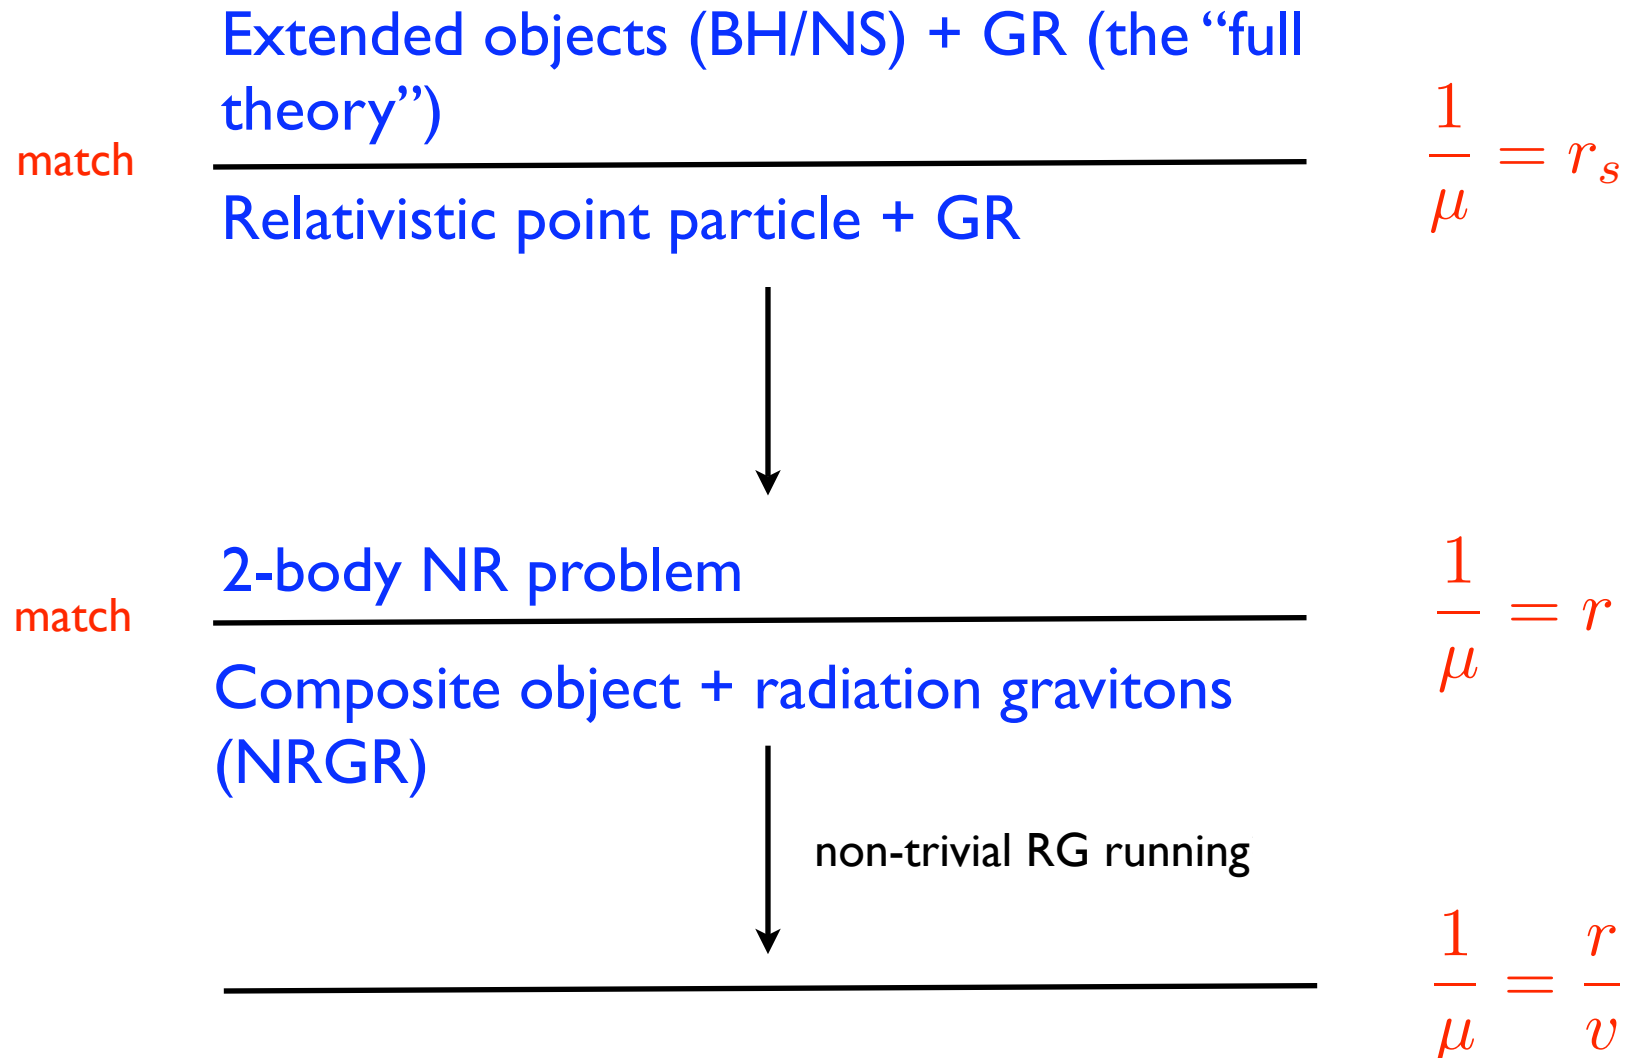 Extended objects (BH/NS) + GR (the “full
theory”)
match
1/μ = r_s
Relativistic point particle + GR
2-body NR problem
match
1/μ = r
Composite object + radiation gravitons
(NRGR)
non-trivial RG running
1/μ = r/v